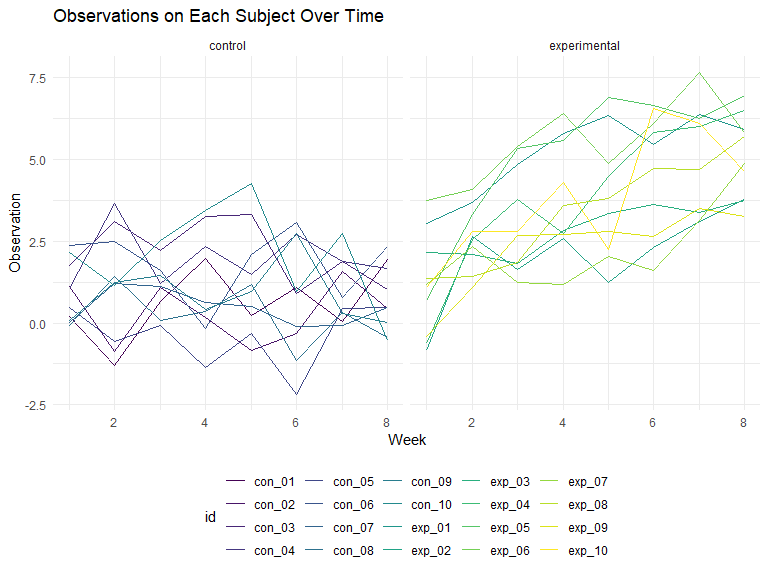 Observations on Each Subject Over Time
control experimental
7.5
5.0
2.5
0.0
-2.5
Observation
2 4 6 8 2 4 6 8
Week
id
con_01 con_05 con_09 exp_03 exp_07
con_02 con_06 con_10 exp_04 exp_08
con_03 con_07 exp_01 exp_05 exp_09
con_04 con_08 exp_02 exp_06 exp_10